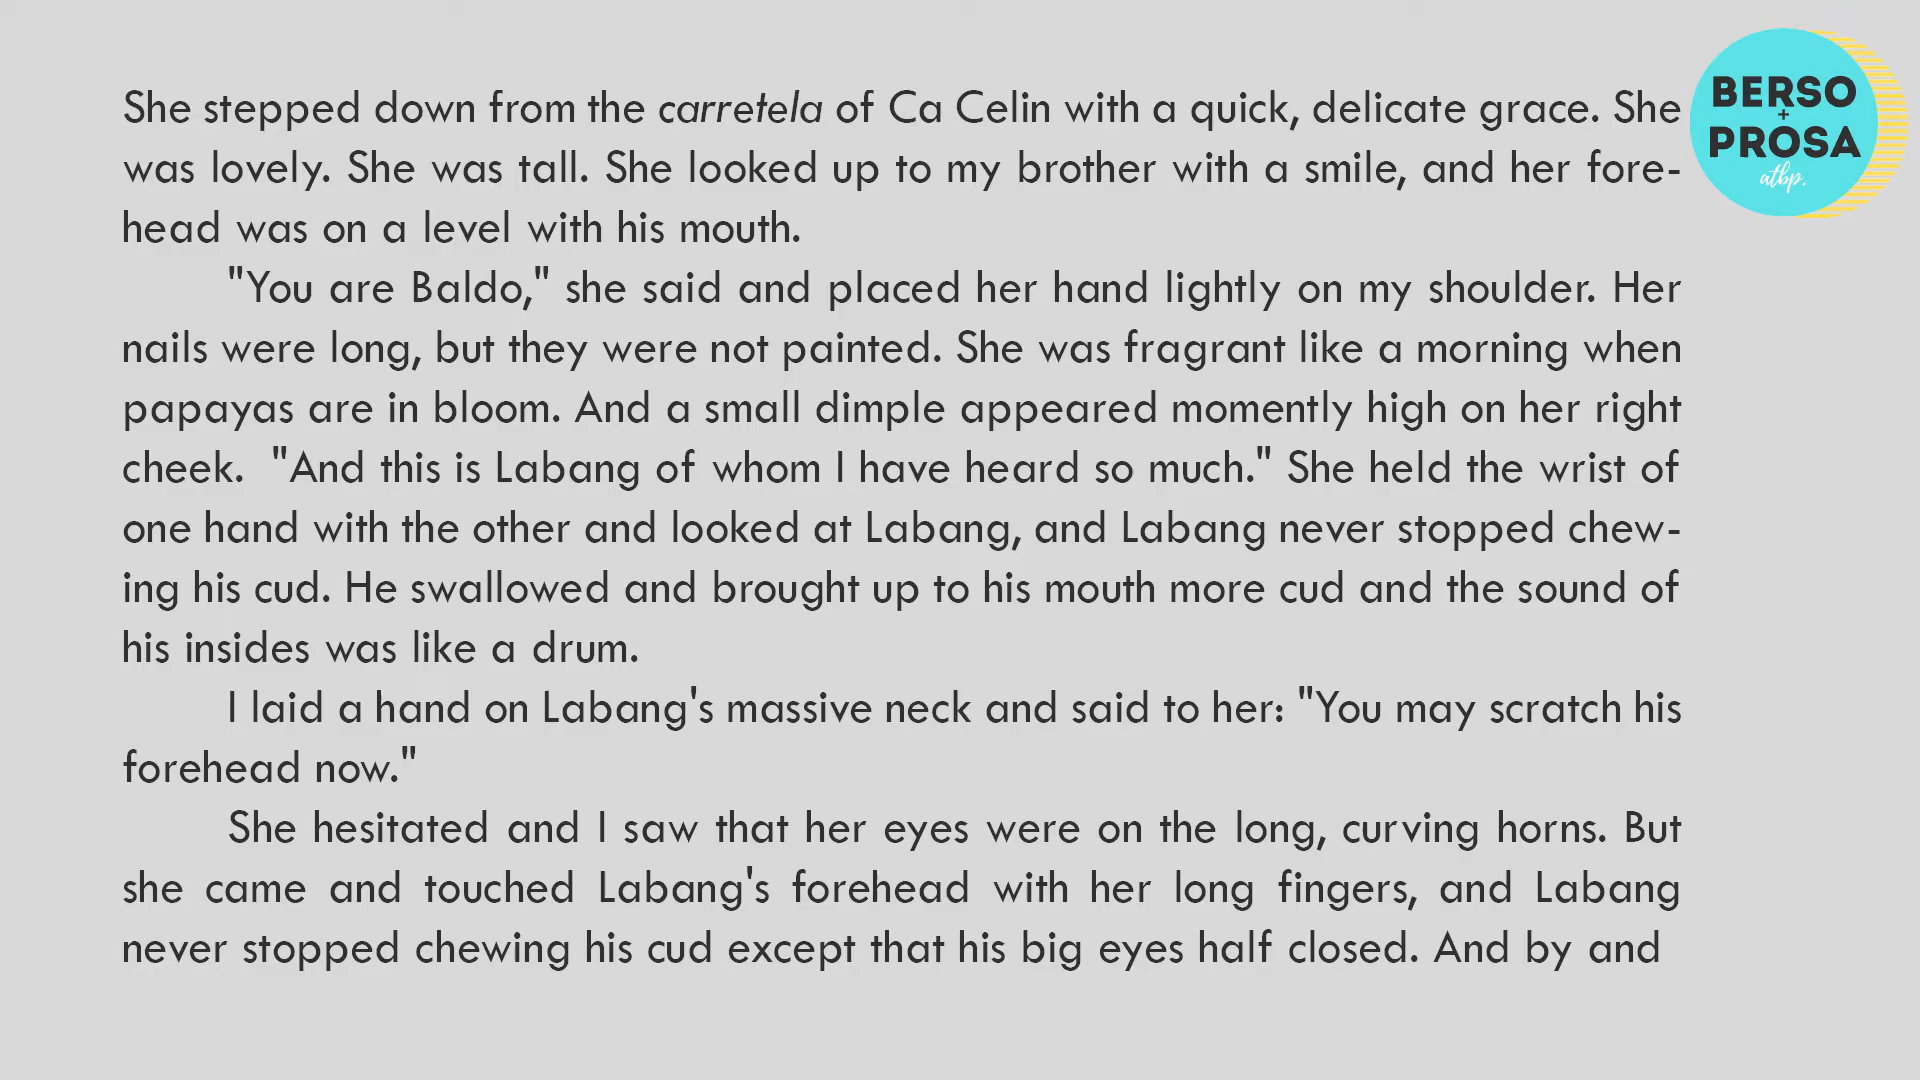 She stepped down from the carretela of Ca Celin with a quick, delicate grace. She
was lovely. She was tall. She looked up to my brother with a smile, and her fore-
head was on a level with his mouth.
"You are Baldo," she said and placed her hand lightly on my shoulder. Her
nails were long, but they were not painted. She was fragrant like a morning when
papayas are in bloom. And a small dimple appeared momently high on her right
cheek.  "And this is Labang of whom I have heard so much." She held the wrist of
one hand with the other and looked at Labang, and Labang never stopped chew-
ing his cud. He swallowed and brought up to his mouth more cud and the sound of
his insides was like a drum.
I laid a hand on Labang's massive neck and said to her: "You may scratch his
forehead now."
She hesitated and I saw that her eyes were on the long, curving horns. But
she came and touched Labang's forehead with her long fingers, and Labang
never stopped chewing his cud except that his big eyes half closed. And by and
BERSO
+
PROSA
atbp.